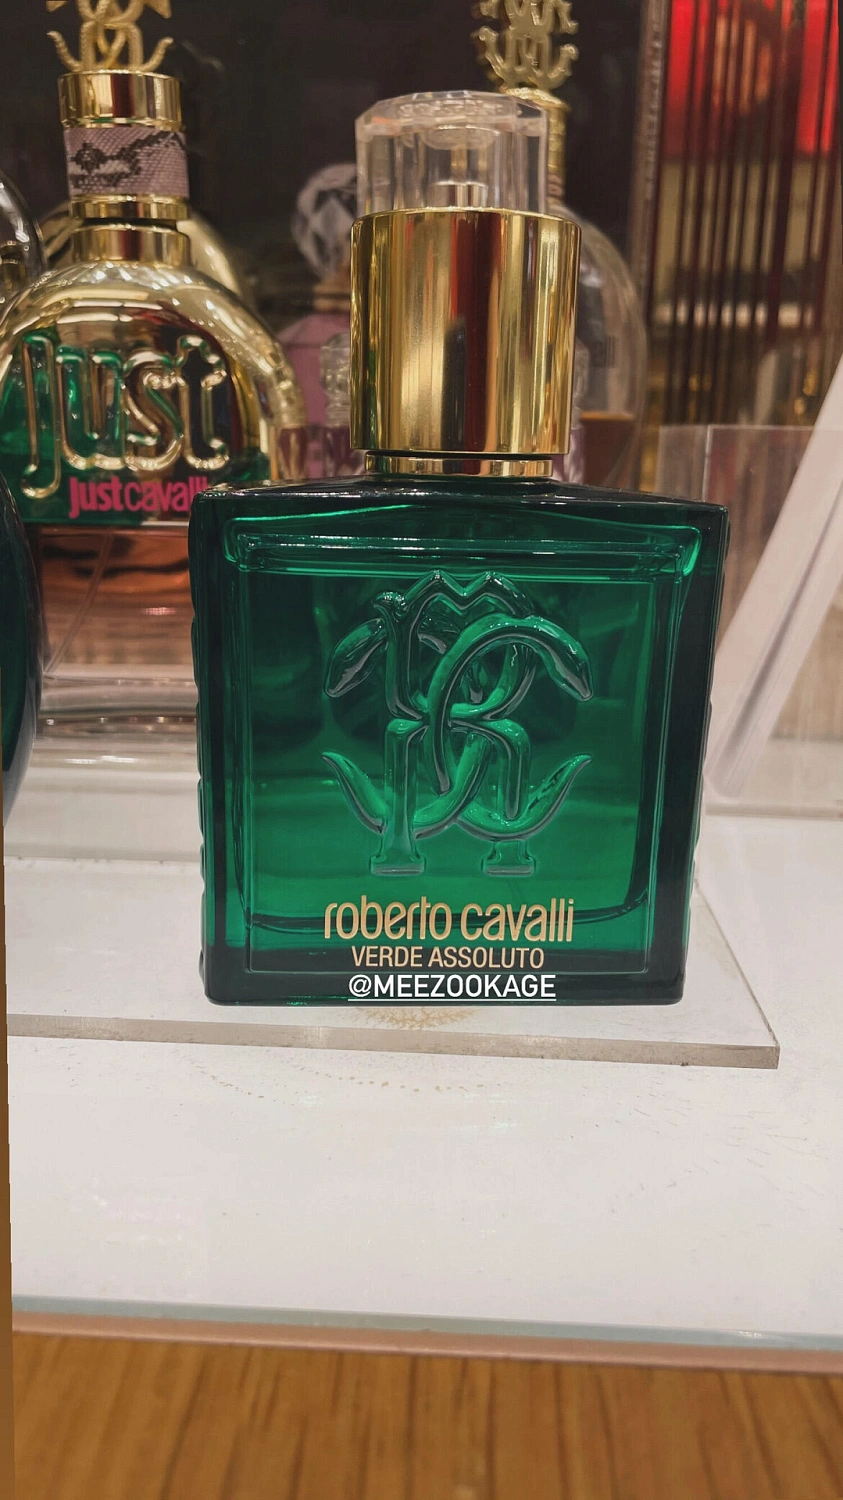 Just
just cavalli
roberto cavalli
VERDE ASSOLUTO
@MEEZOOKAGE